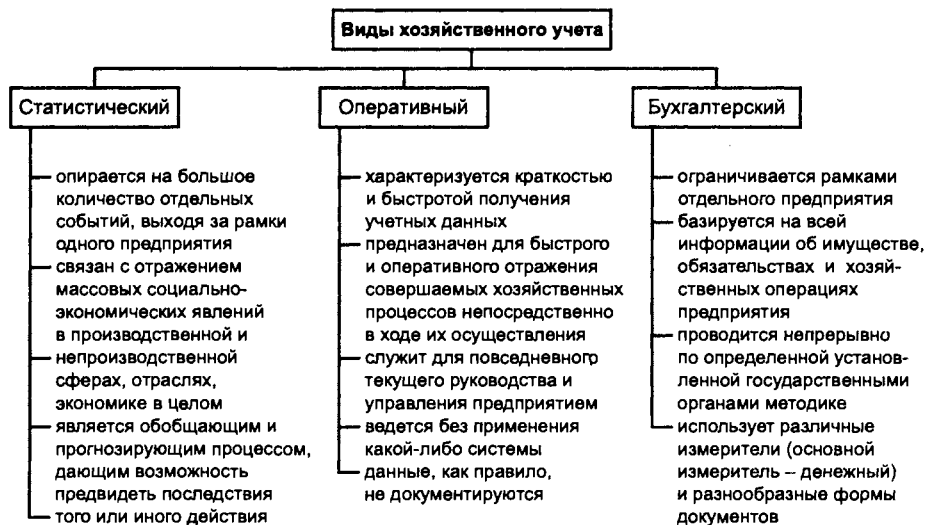 Виды хозяйственного учета
Статистический
опирается на большое
количество отдельных
событий, выходя за рамки
одного предприятия
связан с отражением
массовых социально-
экономических явлений
в производственной и
непроизводственной
сферах, отраслях,
экономике в целом
является обобщающим и
прогнозирующим процессом,
дающим возможность
предвидеть последствия
того или иного действия
Оперативный
характеризуется краткостью
и быстротой получения
учетных данных
предназначен для быстрого
и оперативного отражения
совершаемых хозяйственных
процессов непосредственно
в ходе их осуществления
служит для повседневного
текущего руководства и
управления предприятием
ведется без применения
какой-либо системы
данные, как правило,
не документируются
Бухгалтерский
ограничивается рамками
отдельного предприятия
базируется на всей
информации об имуществе,
обязательствах и хозяй-
ственных операциях
предприятия
проводится непрерывно
по определенной установ-
ленной государственными
органами методике
использует различные
измерители (основной
измеритель – денежный)
и разнообразные формы
документов